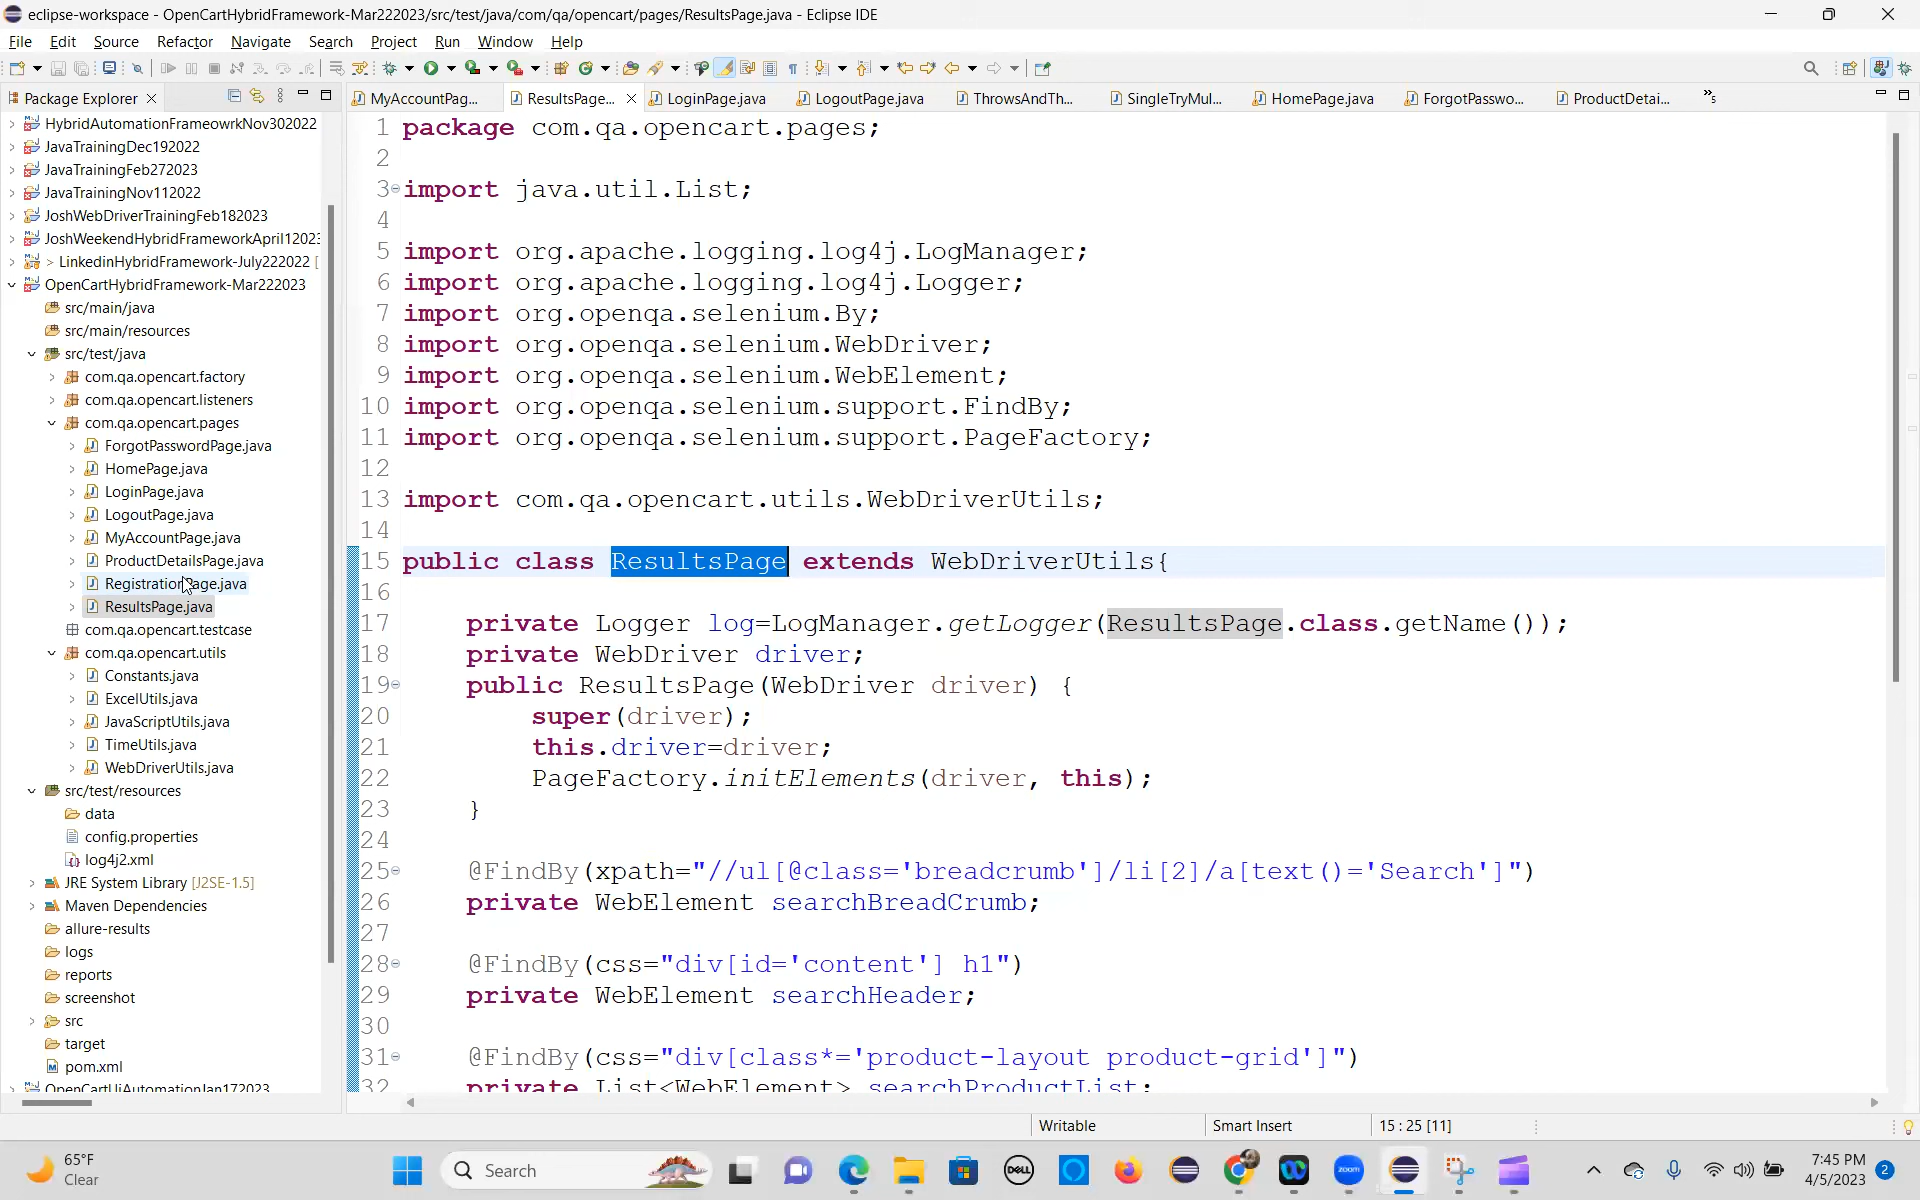 eclipse-workspace - OpenCartHybridFramework-Mar222023/src/test/java/com/qa/opencart/pages/ResultsPage.java - Eclipse IDE
File Edit Source Refactor Navigate Search Project Run Window Help
Package Explorer
MyAccountPag... ResultsPage... LoginPage.java LogoutPage.java ThrowsAndTh... SingleTryMul... HomePage.java ForgotPasswo... ProductDetai... »5
HybridAutomationFrameowrkNov302022
JavaTrainingDec192022
JavaTrainingFeb272023
JavaTrainingNov112022
JoshWebDriverTrainingFeb182023
JoshWeekendHybridFrameworkApril12023
> LinkedinHybridFramework-July222022 [
OpenCartHybridFramework-Mar222023
src/main/java
src/main/resources
src/test/java
com.qa.opencart.factory
com.qa.opencart.listeners
com.qa.opencart.pages
ForgotPasswordPage.java
HomePage.java
LoginPage.java
LogoutPage.java
MyAccountPage.java
ProductDetailsPage.java
RegistrationPage.java
ResultsPage.java
com.qa.opencart.testcase
com.qa.opencart.utils
Constants.java
ExcelUtils.java
JavaScriptUtils.java
TimeUtils.java
WebDriverUtils.java
src/test/resources
data
config.properties
log4j2.xml
JRE System Library [J2SE-1.5]
Maven Dependencies
allure-results
logs
reports
screenshot
src
target
pom.xml
OpenCartUiAutomationJan172023
1 package com.qa.opencart.pages;
2
3 import java.util.List;
4
5 import org.apache.logging.log4j.LogManager;
6 import org.apache.logging.log4j.Logger;
7 import org.openqa.selenium.By;
8 import org.openqa.selenium.WebDriver;
9 import org.openqa.selenium.WebElement;
10 import org.openqa.selenium.support.FindBy;
11 import org.openqa.selenium.support.PageFactory;
12
13 import com.qa.opencart.utils.WebDriverUtils;
14
15 public class ResultsPage extends WebDriverUtils{
16
17 private Logger log=LogManager.getLogger(ResultsPage.class.getName());
18 private WebDriver driver;
19 public ResultsPage(WebDriver driver) {
20 super(driver);
21 this.driver=driver;
22 PageFactory.initElements(driver, this);
23 }
24
25 @FindBy(xpath="//ul[@class='breadcrumb']/li[2]/a[text()='Search']")
26 private WebElement searchBreadCrumb;
27
28 @FindBy(css="div[id='content'] h1")
29 private WebElement searchHeader;
30
31 @FindBy(css="div[class*='product-layout product-grid']")
32 private List<WebElement> searchProductList;
Writable Smart Insert 15 : 25 [11]
65°F
Clear
Search
DELL
zoom
7:45 PM
4/5/2023
2